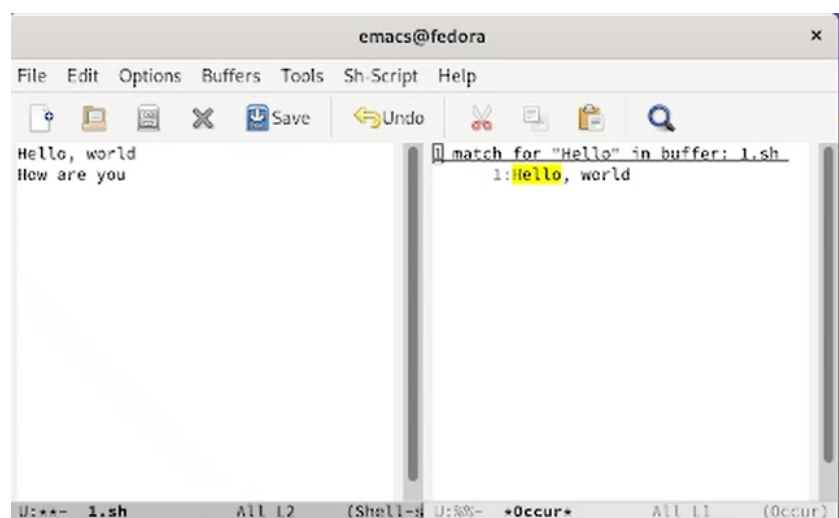 emacs@fedora ×
File Edit Options Buffers Tools Sh-Script Help
Save Undo
Hello, world
How are you
1 match for "Hello" in buffer: 1.sh
1:Hello, world
U:**- 1.sh All L2 (Shell-s
U:%%- *Occur* All L1 (Occur)